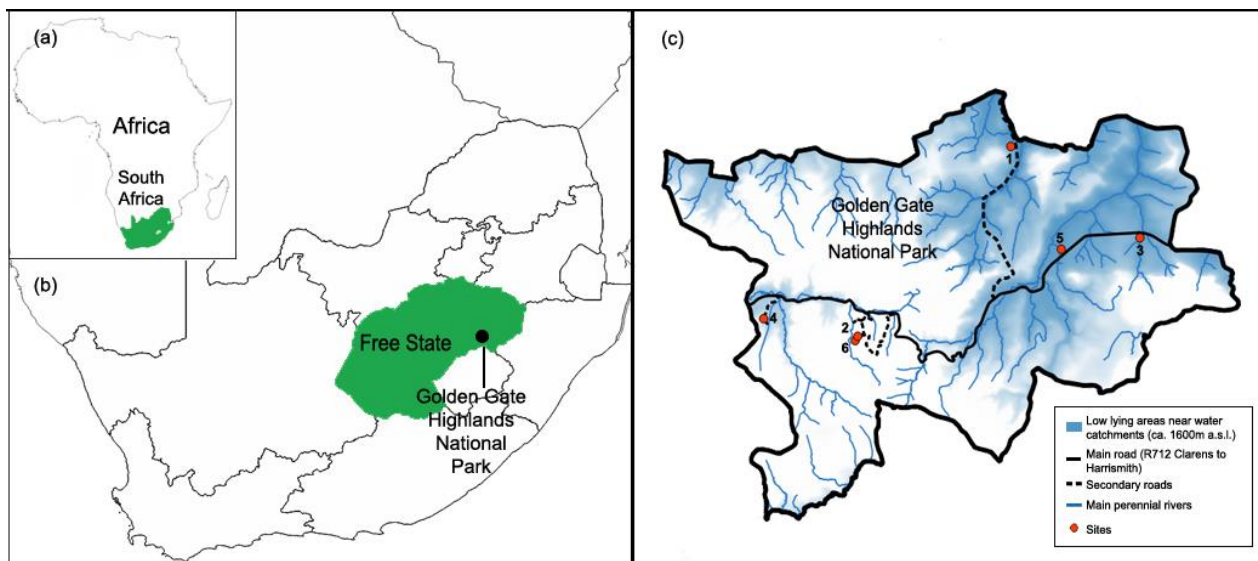 (a)
Africa
South
Africa
(b)
Free State
Golden Gate
Highlands
National
Park
(c)
1
Golden Gate
Highlands
National Park
5
3
4
2
6
Low lying areas near water
catchments (ca. 1600m a.s.l.)
Main road (R712 Clarens to
Harrismith)
Secondary roads
Main perennial rivers
Sites